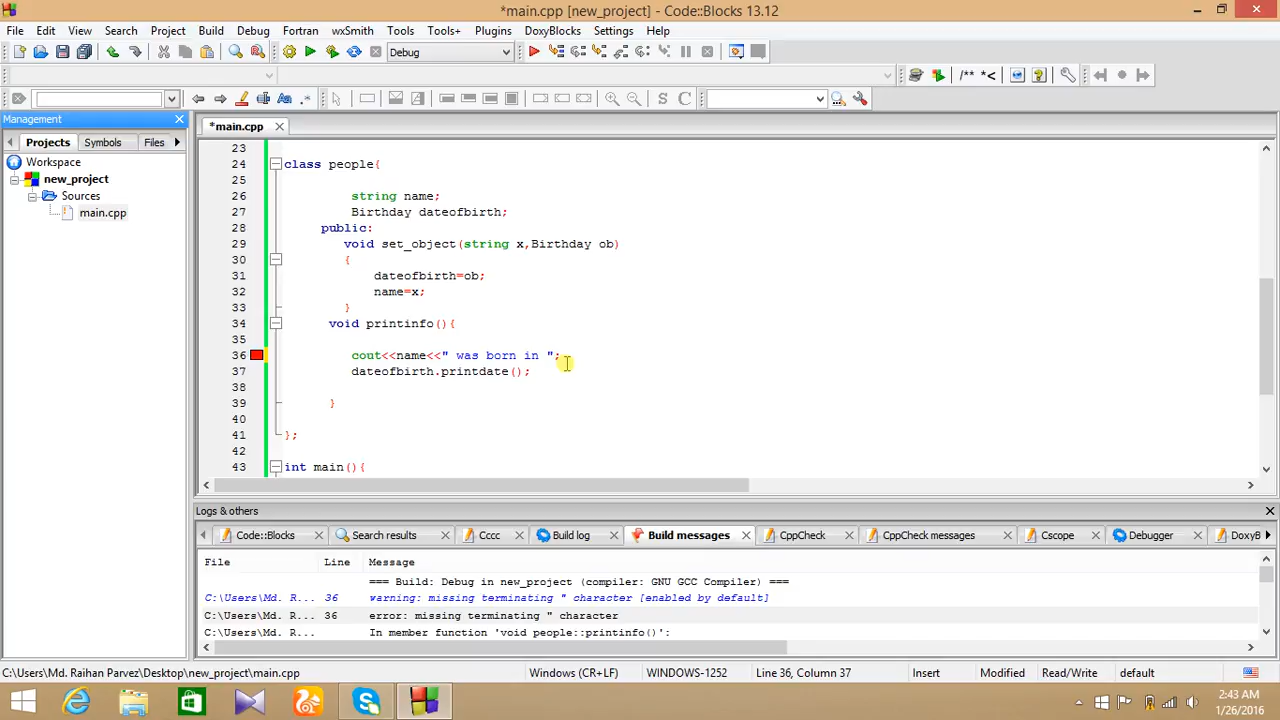 *main.cpp [new_project] - Code::Blocks 13.12
File Edit View Search Project Build Debug Fortran wxSmith Tools Tools+ Plugins DoxyBlocks Settings Help
Debug
/** *<
S C
Management
*main.cpp
Projects Symbols Files
Workspace
new_project
Sources
main.cpp
23
24 class people{
25
26 string name;
27 Birthday dateofbirth;
28 public:
29 void set_object(string x,Birthday ob)
30 {
31 dateofbirth=ob;
32 name=x;
33 }
34 void printinfo(){
35
36 cout<<name<<" was born in ";
37 dateofbirth.printdate();
38
39 }
40
41 };
42
43 int main(){
Logs & others
Code::Blocks Search results Cccc Build log Build messages CppCheck CppCheck messages Cscope Debugger DoxyB
File Line Message
=== Build: Debug in new_project (compiler: GNU GCC Compiler) ===
C:\Users\Md. R... 36 warning: missing terminating " character [enabled by default]
C:\Users\Md. R... 36 error: missing terminating " character
C:\Users\Md. R... In member function 'void people::printinfo()':
C:\Users\Md. Raihan Parvez\Desktop\new_project\main.cpp Windows (CR+LF) WINDOWS-1252 Line 36, Column 37 Insert Modified Read/Write default
2:43 AM
1/26/2016